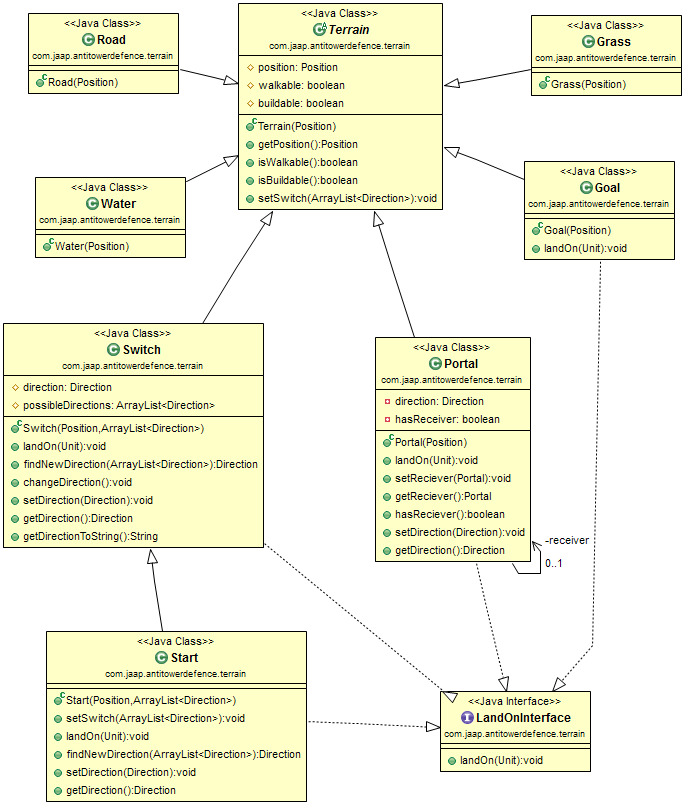 <<Java Class>>
Road
com.jaap.antitowerdefence.terrain
Road(Position)
<<Java Class>>
Terrain
com.jaap.antitowerdefence.terrain
position: Position
walkable: boolean
buildable: boolean
Terrain(Position)
getPosition():Position
isWalkable():boolean
isBuildable():boolean
setSwitch(ArrayList<Direction>):void
<<Java Class>>
Grass
com.jaap.antitowerdefence.terrain
Grass(Position)
<<Java Class>>
Water
com.jaap.antitowerdefence.terrain
Water(Position)
<<Java Class>>
Goal
com.jaap.antitowerdefence.terrain
Goal(Position)
landOn(Unit):void
<<Java Class>>
Switch
com.jaap.antitowerdefence.terrain
direction: Direction
possibleDirections: ArrayList<Direction>
Switch(Position,ArrayList<Direction>)
landOn(Unit):void
findNewDirection(ArrayList<Direction>):Direction
changeDirection():void
setDirection(Direction):void
getDirection():Direction
getDirectionToString():String
<<Java Class>>
Portal
com.jaap.antitowerdefence.terrain
direction: Direction
hasReceiver: boolean
Portal(Position)
landOn(Unit):void
setReciever(Portal):void
getReciever():Portal
hasReciever():boolean
setDirection(Direction):void
getDirection():Direction
-receiver
0..1
<<Java Class>>
Start
com.jaap.antitowerdefence.terrain
Start(Position,ArrayList<Direction>)
setSwitch(ArrayList<Direction>):void
landOn(Unit):void
findNewDirection(ArrayList<Direction>):Direction
setDirection(Direction):void
getDirection():Direction
<<Java Interface>>
LandOnInterface
com.jaap.antitowerdefence.terrain
landOn(Unit):void